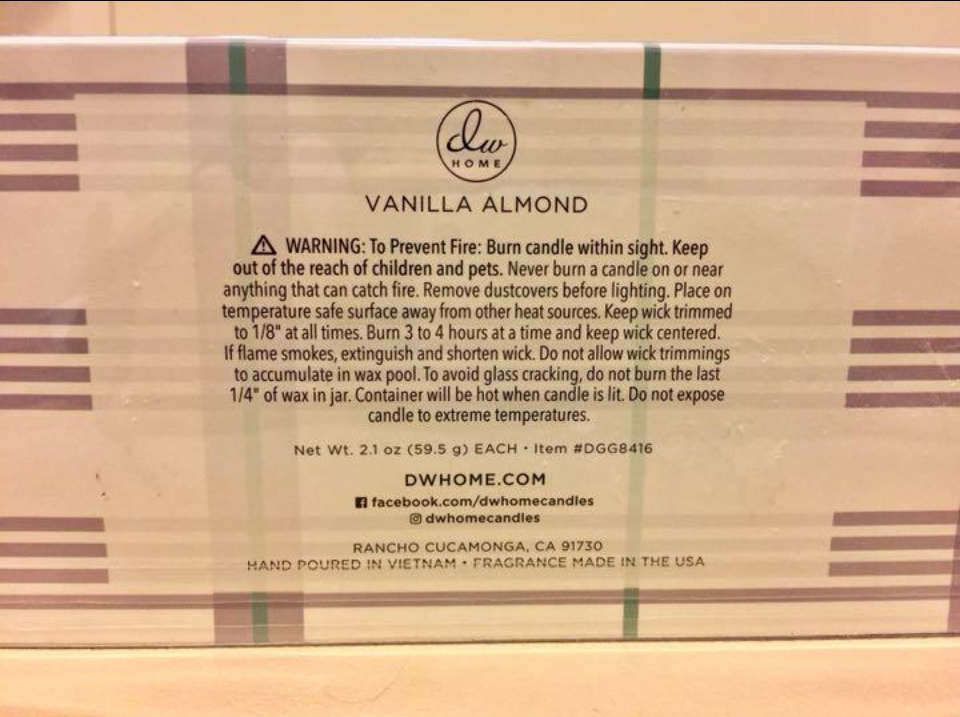 dw
HOME
VANILLA ALMOND
⚠ WARNING: To Prevent Fire: Burn candle within sight. Keep
out of the reach of children and pets. Never burn a candle on or near
anything that can catch fire. Remove dustcovers before lighting. Place on
temperature safe surface away from other heat sources. Keep wick trimmed
to 1/8" at all times. Burn 3 to 4 hours at a time and keep wick centered.
If flame smokes, extinguish and shorten wick. Do not allow wick trimmings
to accumulate in wax pool. To avoid glass cracking, do not burn the last
1/4" of wax in jar. Container will be hot when candle is lit. Do not expose
candle to extreme temperatures.
Net Wt. 2.1 oz (59.5 g) EACH • Item #DGG8416
DWHOME.COM
facebook.com/dwhomecandles
dwhomecandles
RANCHO CUCAMONGA, CA 91730
HAND POURED IN VIETNAM • FRAGRANCE MADE IN THE USA